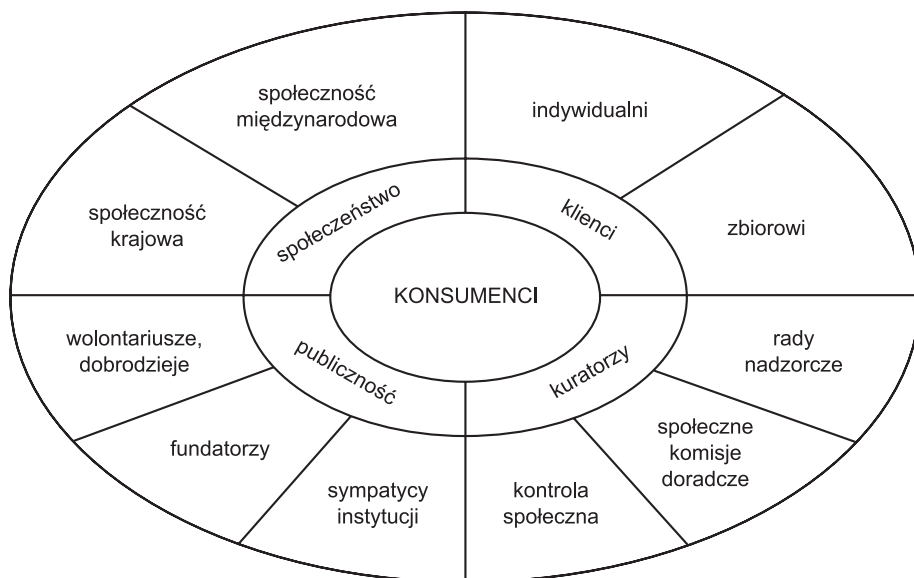 społeczność
międzynarodowa
indywidualni
społeczność
krajowa
społeczeństwo
klienci
zbiorowi
KONSUMENCI
wolontariusze,
dobrodzieje
publiczność
kuratorzy
rady
nadzorcze
fundatorzy
sympatycy
instytucji
kontrola
społeczna
społeczne
komisje
doradcze